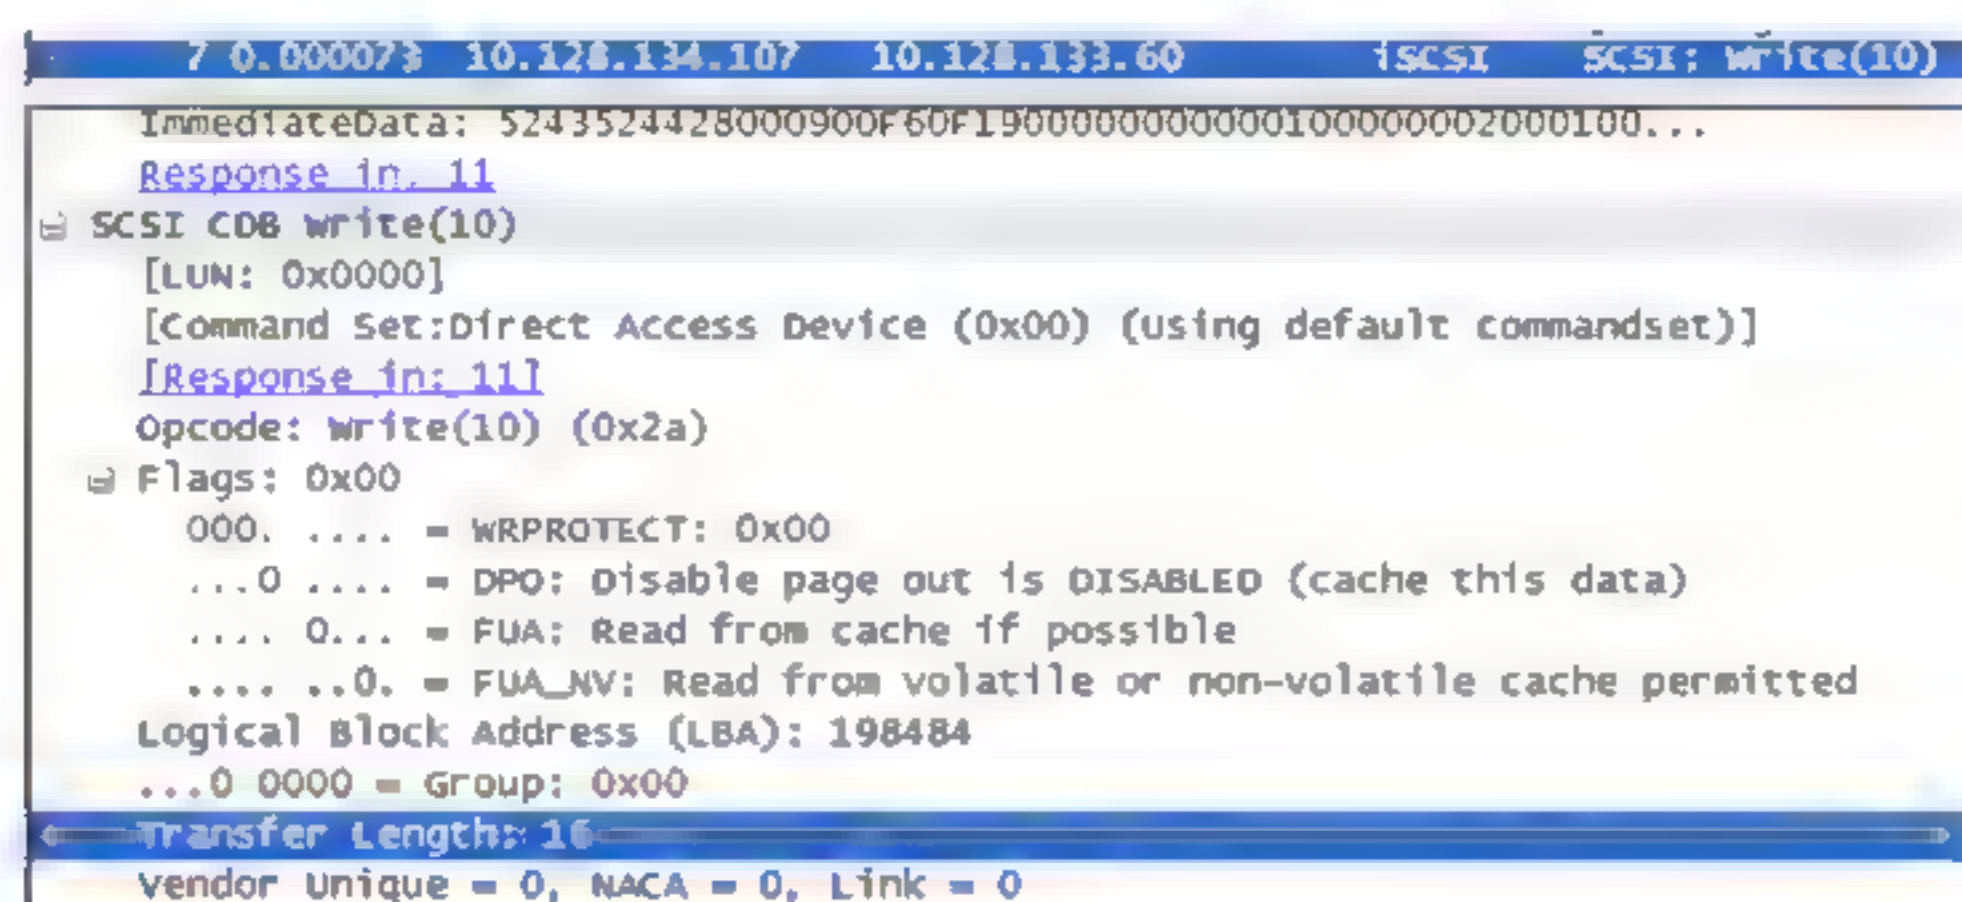 7 0.000073 10.128.134.107 10.128.133.60 iSCSI SCSI: Write(10)
ImmediateData: 5243524428000900F60F19000000000000100000002000100...
Response in. 11
SCSI CDB Write(10)
[LUN: 0x0000]
[Command Set:Direct Access Device (0x00) (Using default commandset)]
[Response in: 11]
Opcode: Write(10) (0x2a)
Flags: 0x00
000. .... = WRPROTECT: 0x00
...0 .... = DPO: Disable page out is DISABLED (cache this data)
.... 0... = FUA: Read from cache if possible
.... ..0. = FUA_NV: Read from volatile or non-volatile cache permitted
Logical Block Address (LBA): 198484
...0 0000 = Group: 0x00
Transfer Length: 16
Vendor Unique = 0, NACA = 0, Link = 0